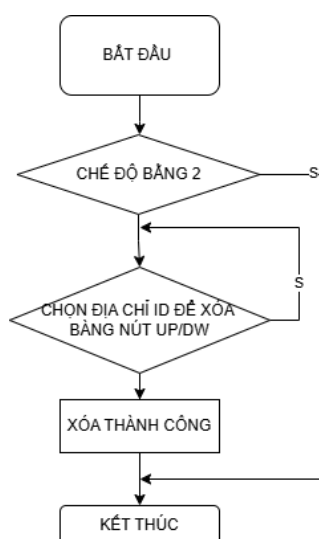 BẮT ĐẦU
CHẾ ĐỘ BẰNG 2
S
S
CHỌN ĐỊA CHỈ ID ĐỂ XÓA
BẰNG NÚT UP/DW
XÓA THÀNH CÔNG
KẾT THÚC